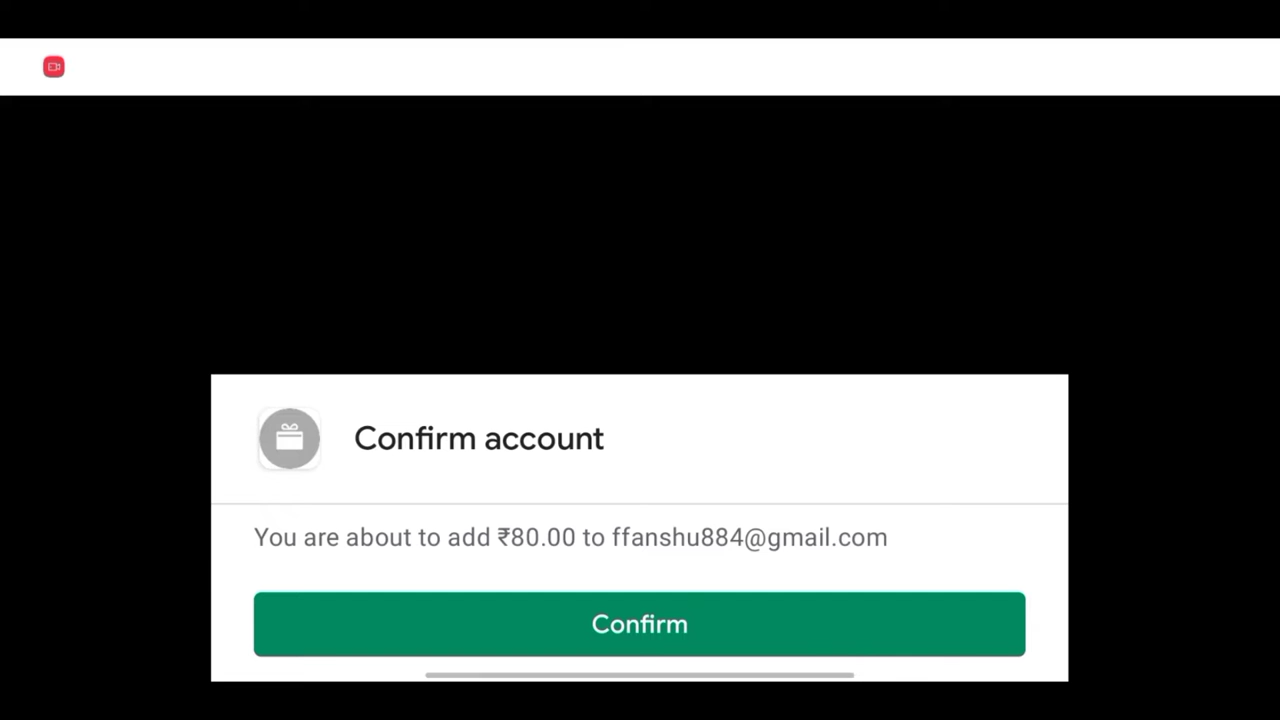 Confirm account
You are about to add ₹80.00 to ffanshu884@gmail.com
Confirm